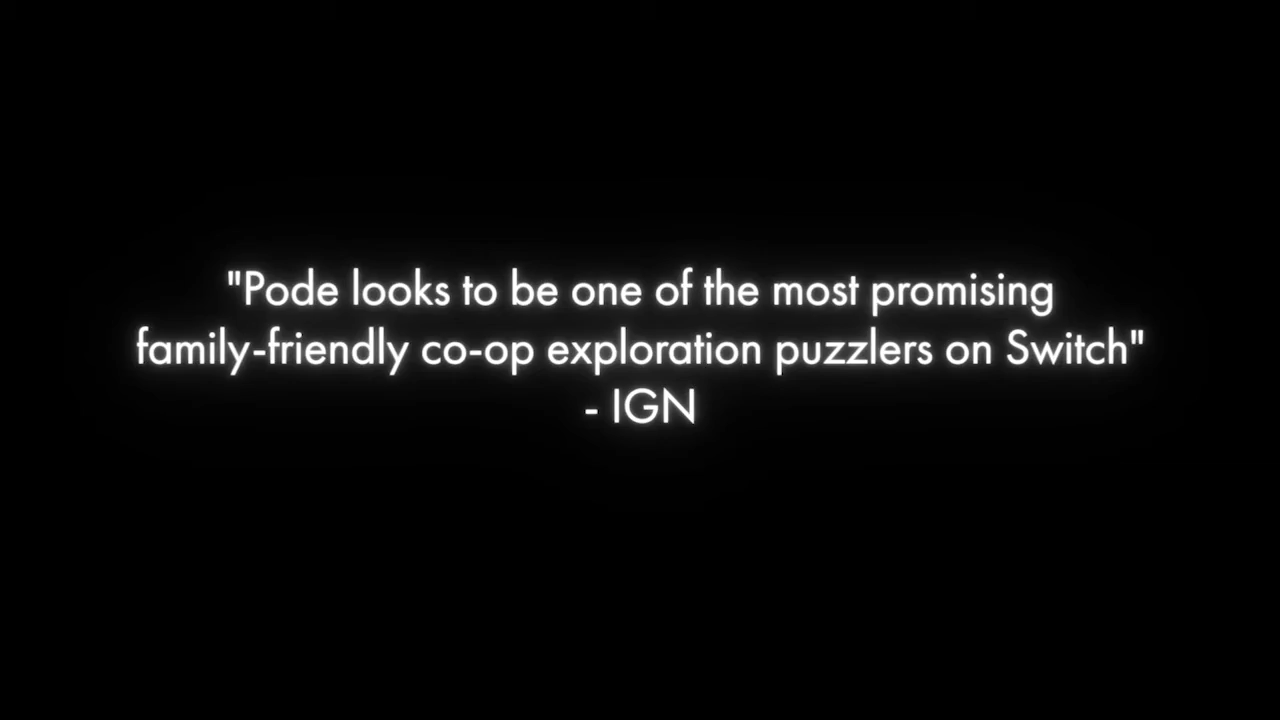 "Pode looks to be one of the most promising
family-friendly co-op exploration puzzlers on Switch"
- IGN